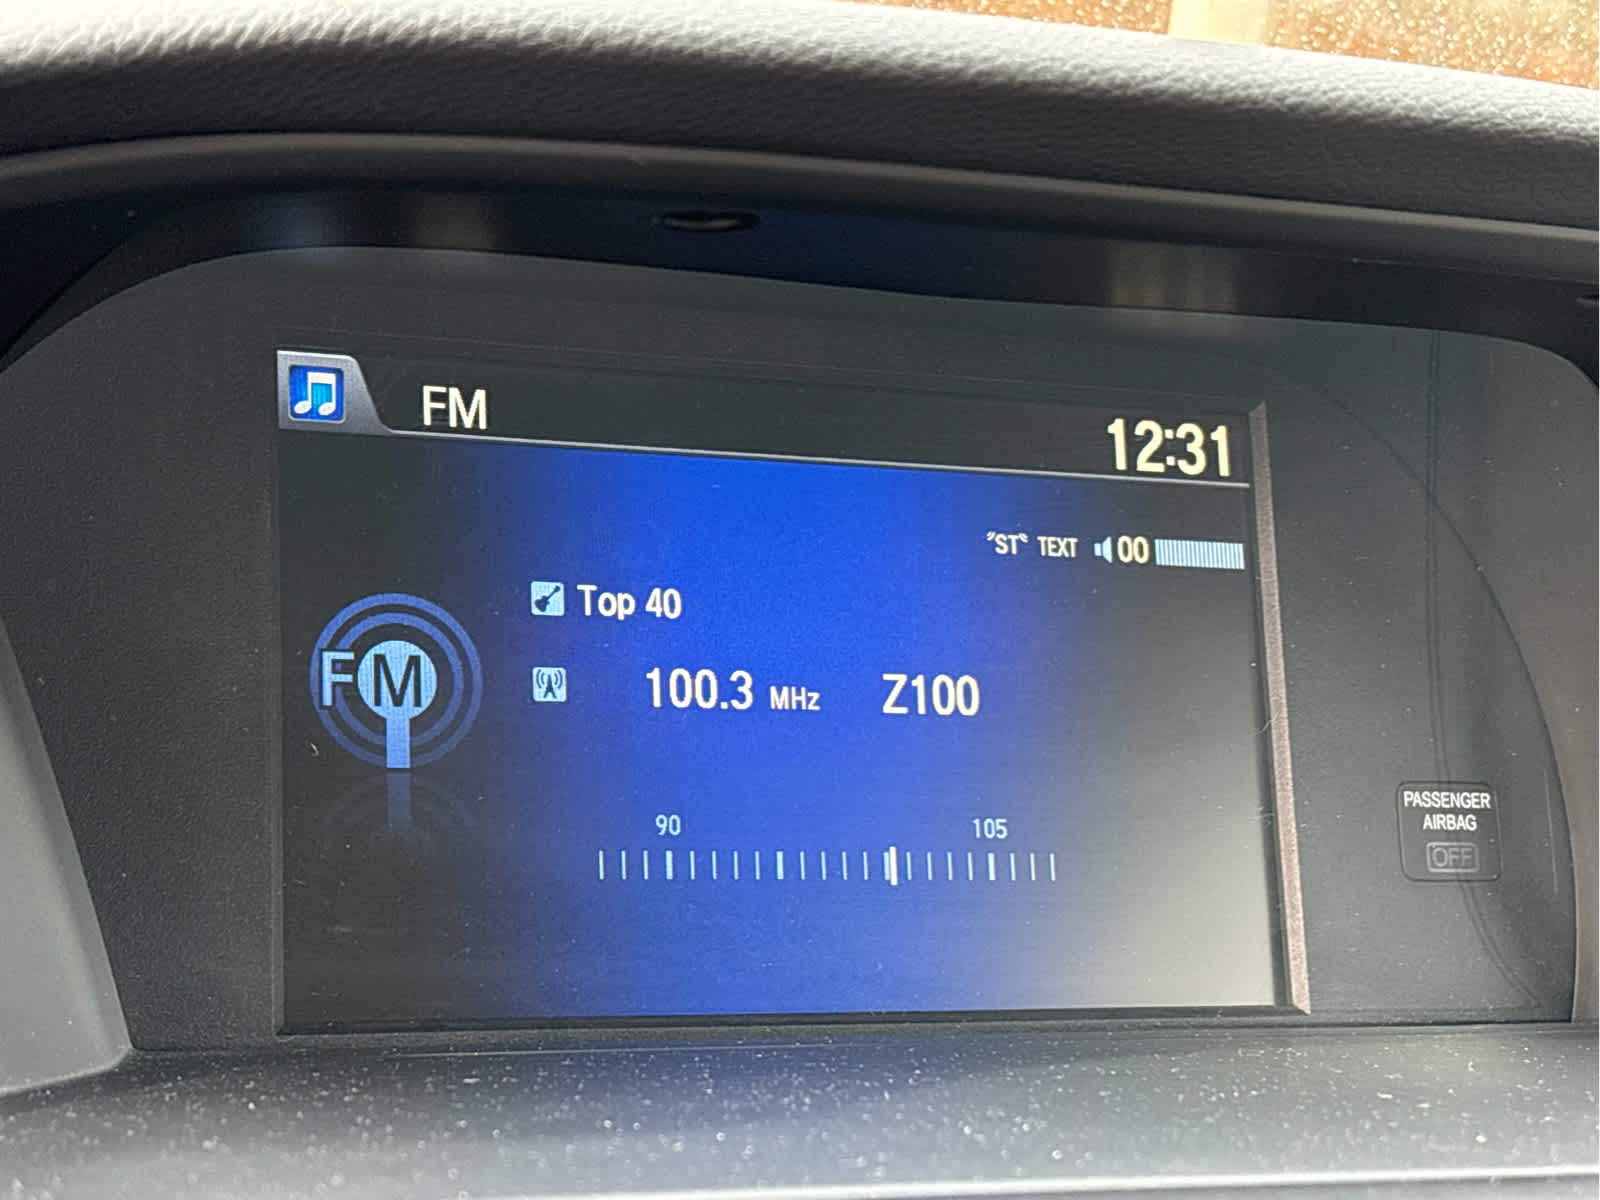 FM
12:31
"ST" TEXT 00
Top 40
FM
100.3 MHz Z100
90 105
PASSENGER
AIRBAG
OFF